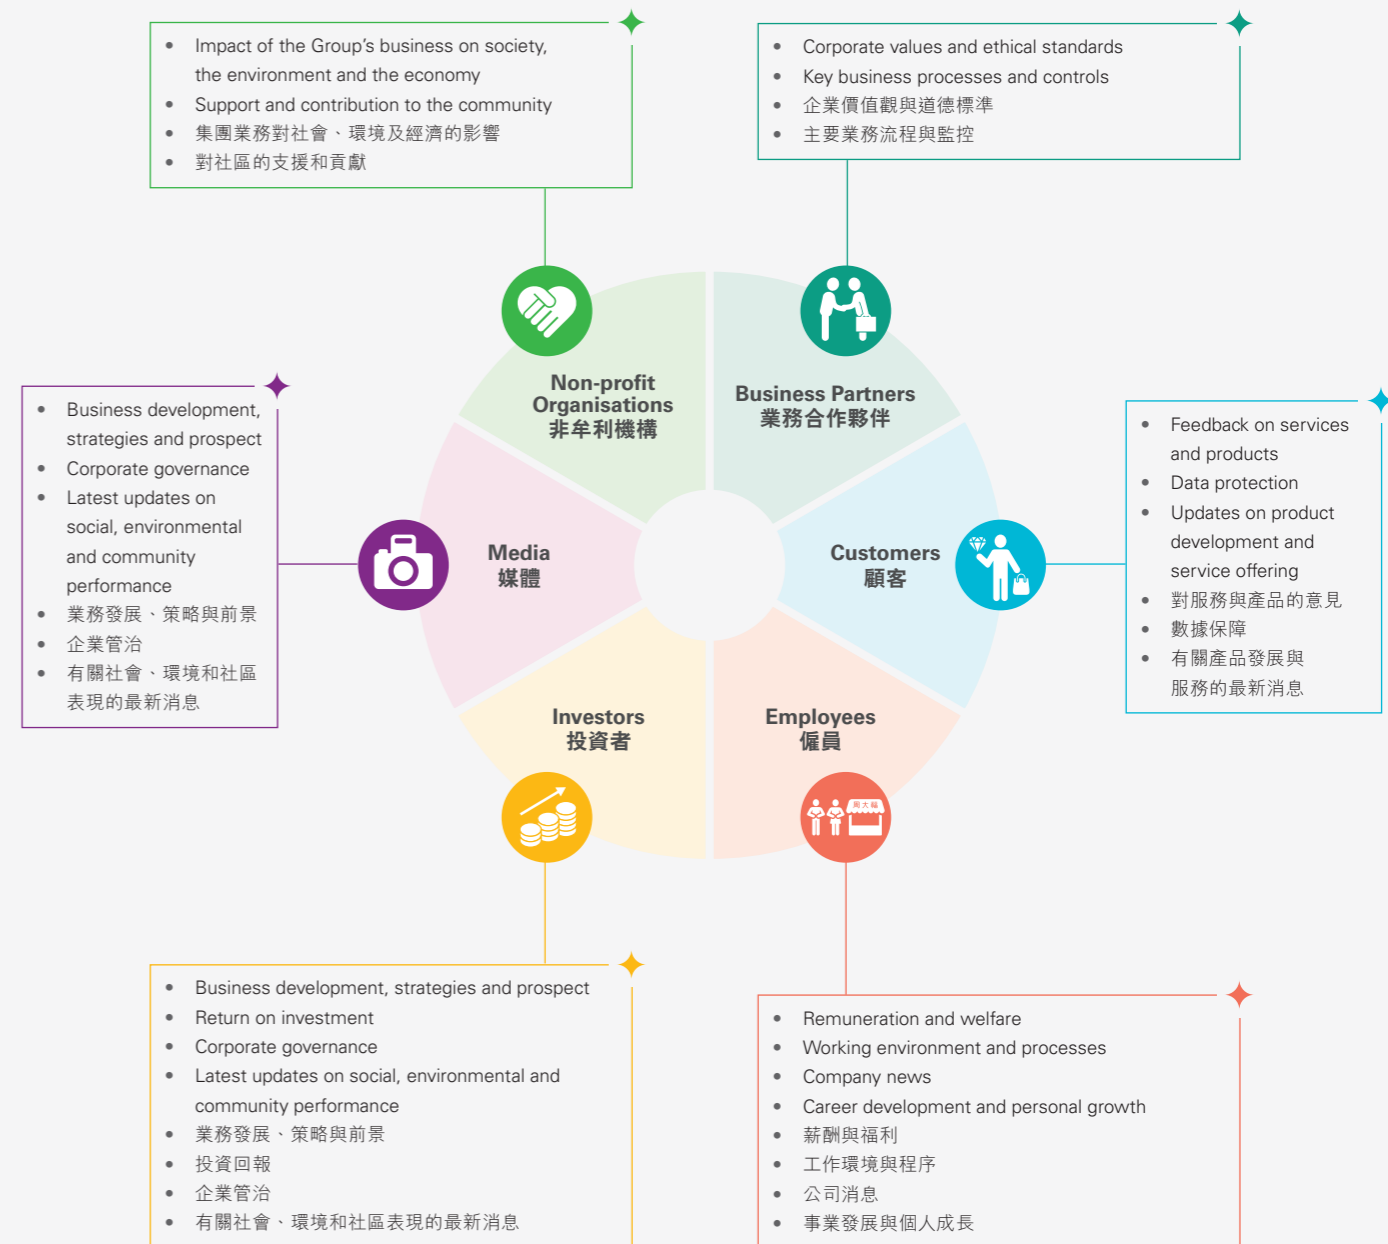 • Impact of the Group’s business on society,
the environment and the economy
• Support and contribution to the community
• 集團業務對社會、環境及經濟的影響
• 對社區的支援和貢獻
• Corporate values and ethical standards
• Key business processes and controls
• 企業價值觀與道德標準
• 主要業務流程與監控
Non-profit
Organisations
非牟利機構
Business Partners
業務合作夥伴
• Business development,
strategies and prospect
• Corporate governance
• Latest updates on
social, environmental
and community
performance
• 業務發展、策略與前景
• 企業管治
• 有關社會、環境和社區
表現的最新消息
Media
媒體
Customers
顧客
• Feedback on services
and products
• Data protection
• Updates on product
development and
service offering
• 對服務與產品的意見
• 數據保障
• 有關產品發展與
服務的最新消息
Investors
投資者
Employees
僱員
周大福
• Business development, strategies and prospect
• Return on investment
• Corporate governance
• Latest updates on social, environmental and
community performance
• 業務發展、策略與前景
• 投資回報
• 企業管治
• 有關社會、環境和社區表現的最新消息
• Remuneration and welfare
• Working environment and processes
• Company news
• Career development and personal growth
• 薪酬與福利
• 工作環境與程序
• 公司消息
• 事業發展與個人成長